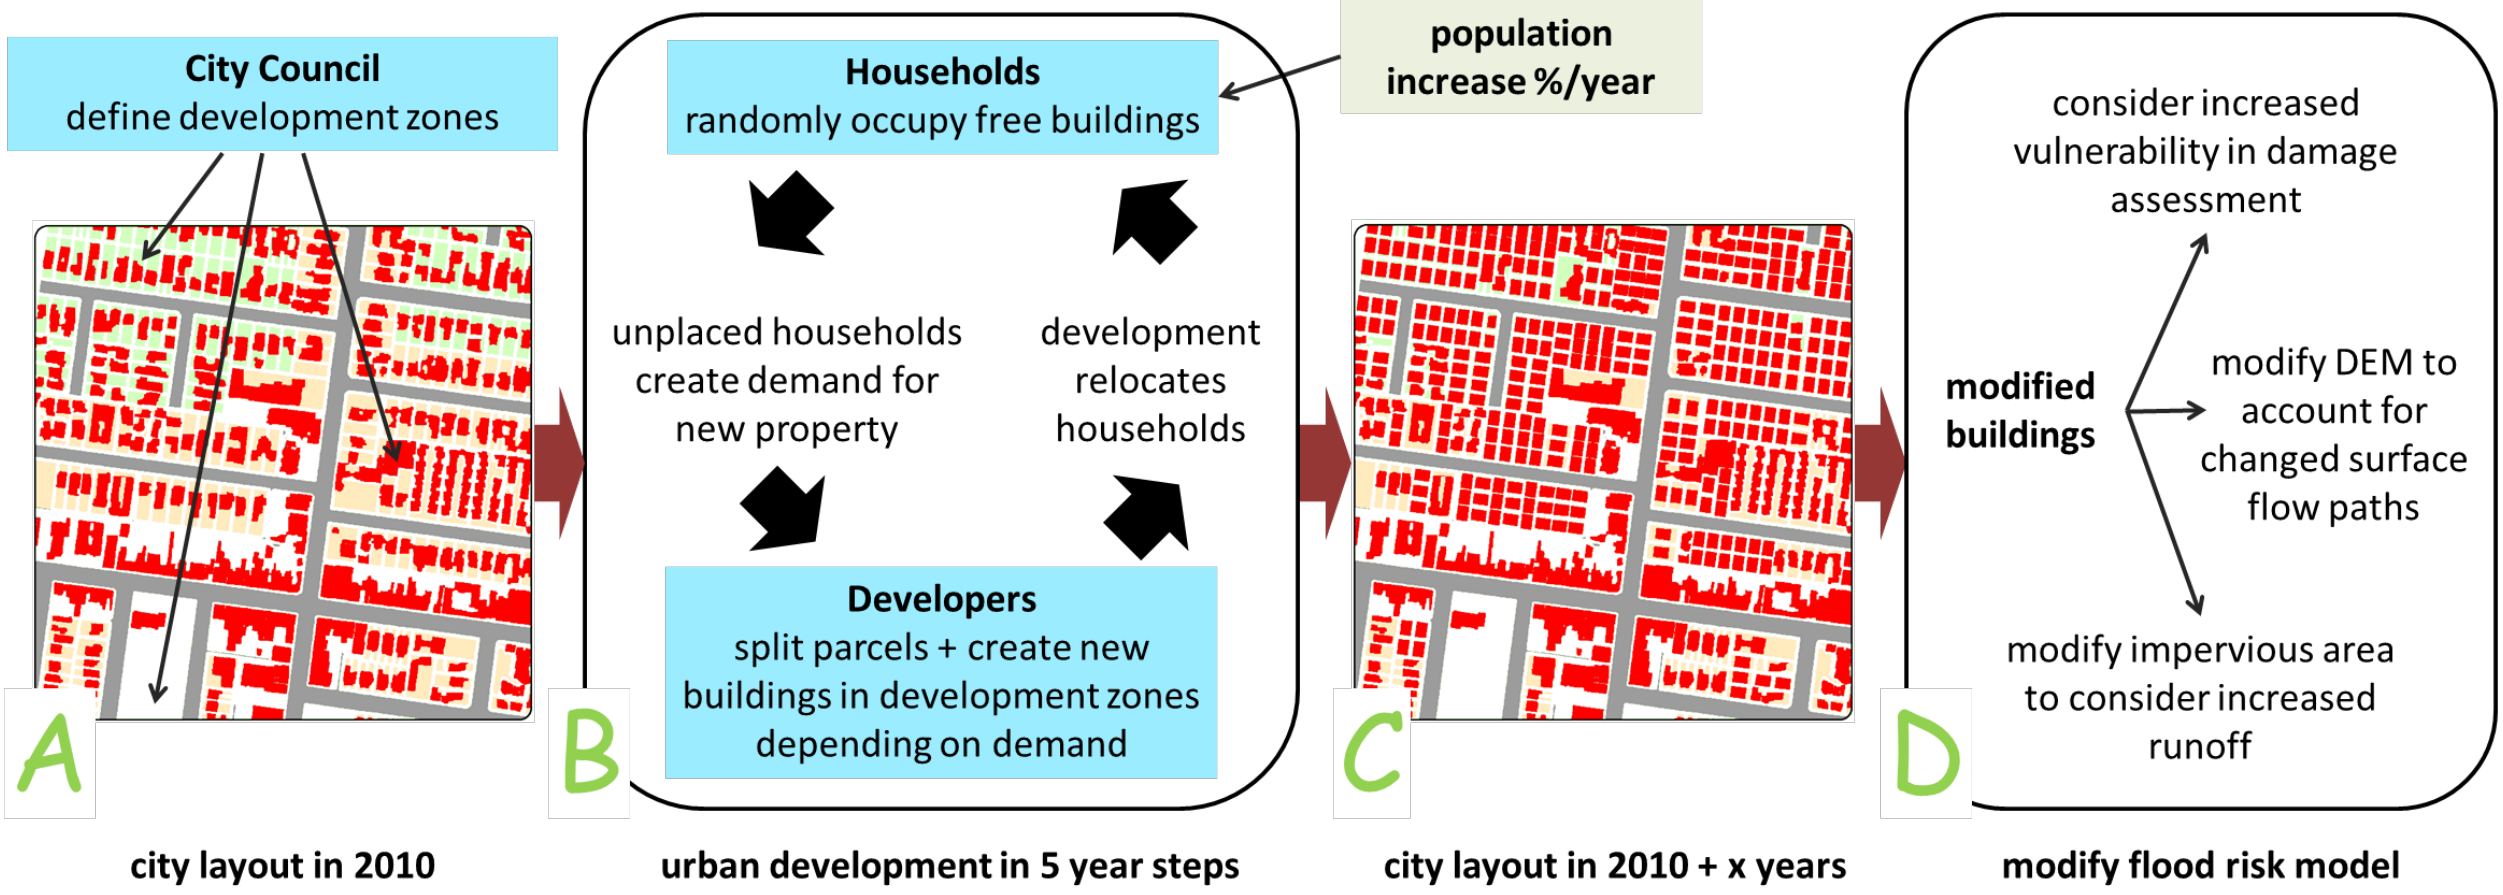 City Council
define development zones
A
city layout in 2010
Households
randomly occupy free buildings
population
increase %/year
unplaced households
create demand for
new property
development
relocates
households
Developers
split parcels + create new
buildings in development zones
depending on demand
B
urban development in 5 year steps
C
city layout in 2010 + x years
consider increased
vulnerability in damage
assessment
modified
buildings
modify DEM to
account for
changed surface
flow paths
modify impervious area
to consider increased
runoff
D
modify flood risk model